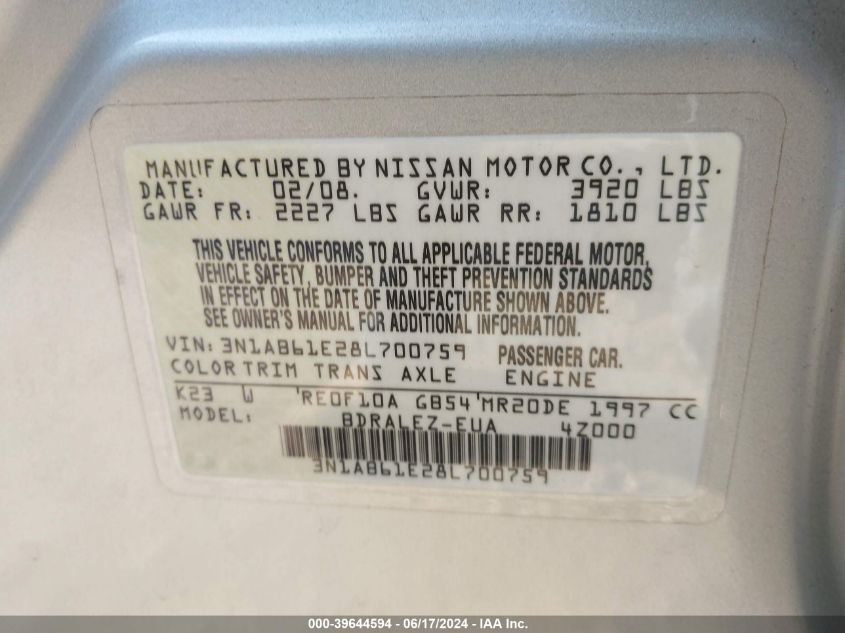 MANUFACTURED BY NISSAN MOTOR CO., LTD.
DATE: 02/08. GVWR: 3920 LBS
GAWR FR: 2227 LBS GAWR RR: 1810 LBS
THIS VEHICLE CONFORMS TO ALL APPLICABLE FEDERAL MOTOR,
VEHICLE SAFETY, BUMPER AND THEFT PREVENTION STANDARDS
IN EFFECT ON THE DATE OF MANUFACTURE SHOWN ABOVE.
SEE OWNER'S MANUAL FOR ADDITIONAL INFORMATION.
VIN: 3N1AB61E28L700759 PASSENGER CAR.
COLOR TRIM TRANS AXLE ENGINE
K23 W 'RE0F10A GB54'MR20DE 1997 CC
MODEL: BDRALEZ-EUA 4Z000
3N1AB61E28L700759
000-39644594 - 06/17/2024 - IAA Inc.